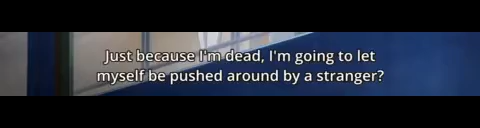 Just because I'm dead, I'm going to let
myself be pushed around by a stranger?